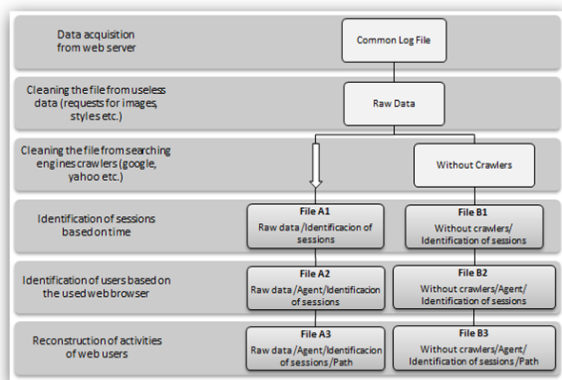 Data acquisition
from web server
Common Log File
Cleaning the file from useless
data (requests for images,
styles etc.)
Raw Data
Cleaning the file from searching
engines crawlers (google,
yahoo etc.)
Without Crawlers
Identification of sessions
based on time
File A1
Raw data /Identificacion of
sessions
File B1
Without crawlers/
Identification of sessions
Identification of users based on
the used web browser
File A2
Raw data/Agent/Identificacion
of sessions
File B2
Without crawlers/Agent/
Identification of sessions
Reconstruction of activities
of web users
File A3
Raw data /Agent/Identificacion
of sessions/Path
File B3
Without crawlers/Agent/
Identification of sessions/Path